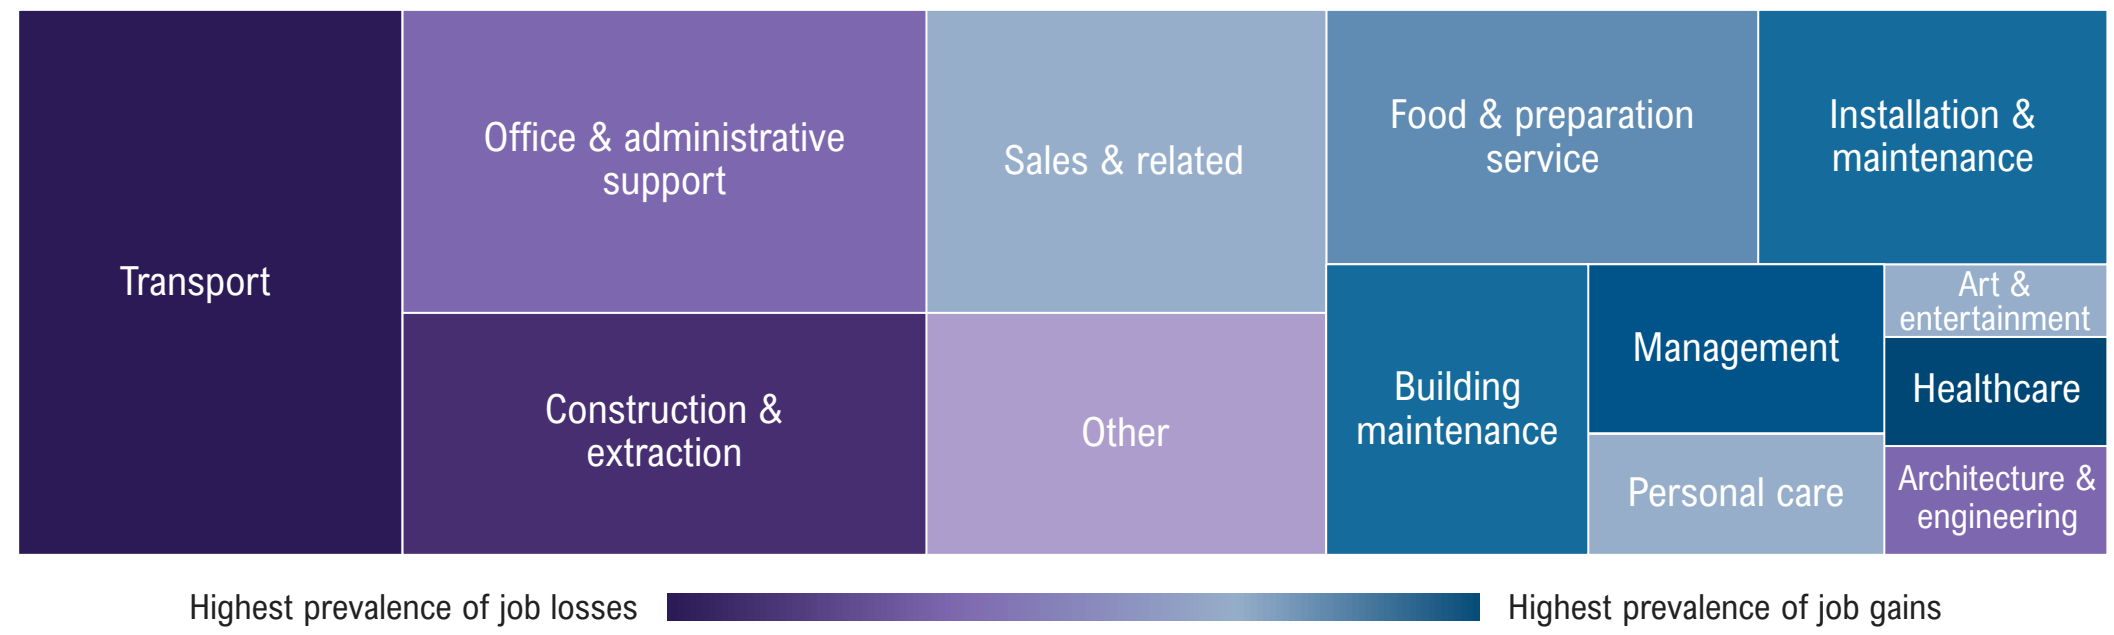 Transport
Office & administrative
support
Construction &
extraction
Sales & related
Other
Food & preparation
service
Installation &
maintenance
Building
maintenance
Management
Personal care
Art &
entertainment
Healthcare
Architecture &
engineering
Highest prevalence of job losses
Highest prevalence of job gains